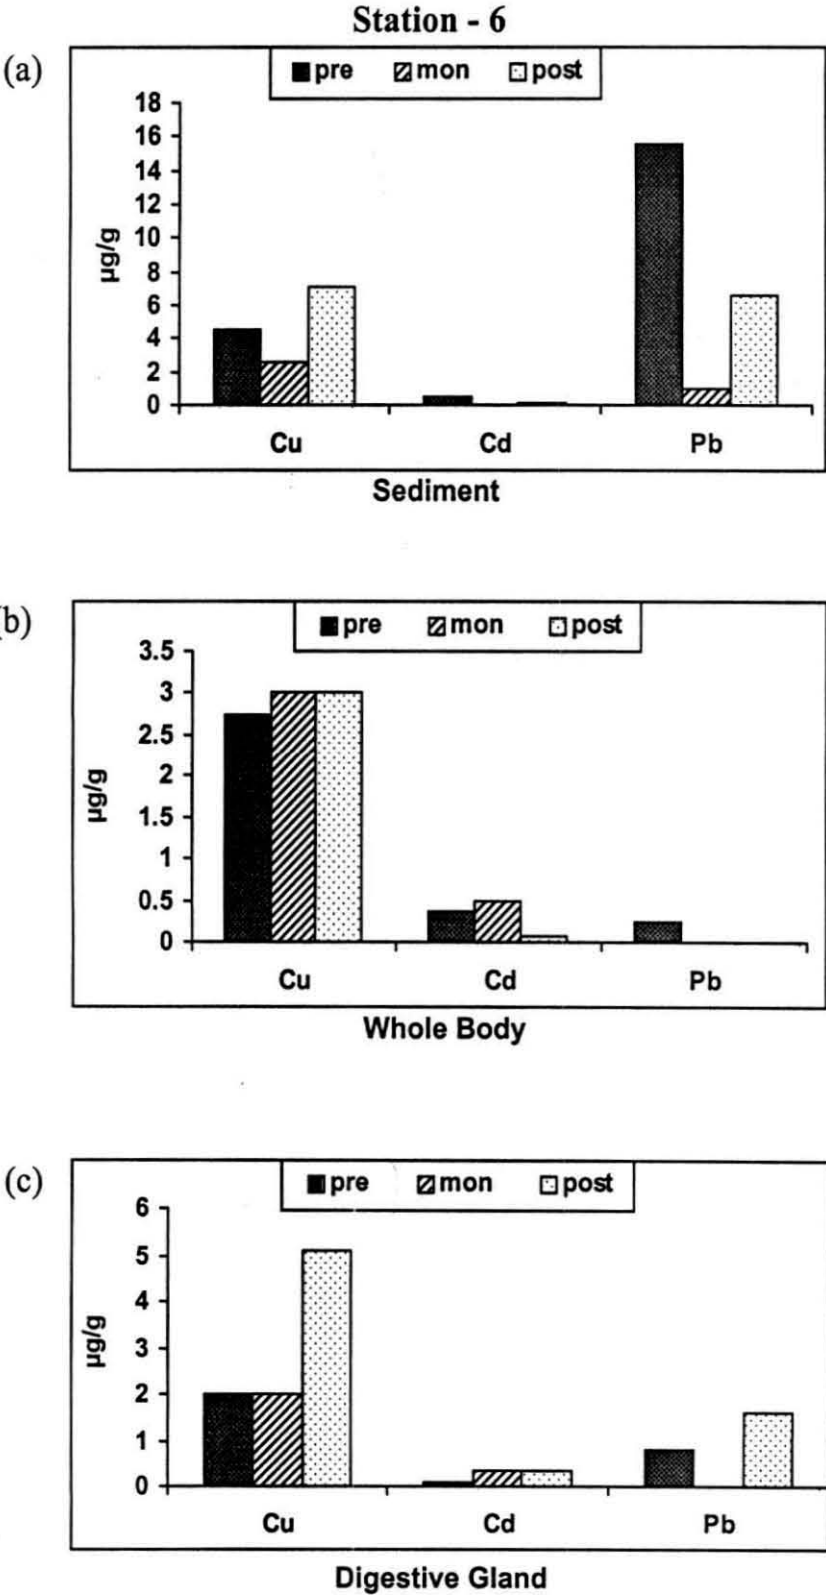 Station - 6
(a)
pre mon post
18
16
14
12
10
8
6
4
2
0
µg/g
Cu Cd Pb
Sediment
b)
pre mon post
3.5
3
2.5
2
1.5
1
0.5
0
µg/g
Cu Cd Pb
Whole Body
(c)
pre mon post
6
5
4
3
2
1
0
µg/g
Cu Cd Pb
Digestive Gland